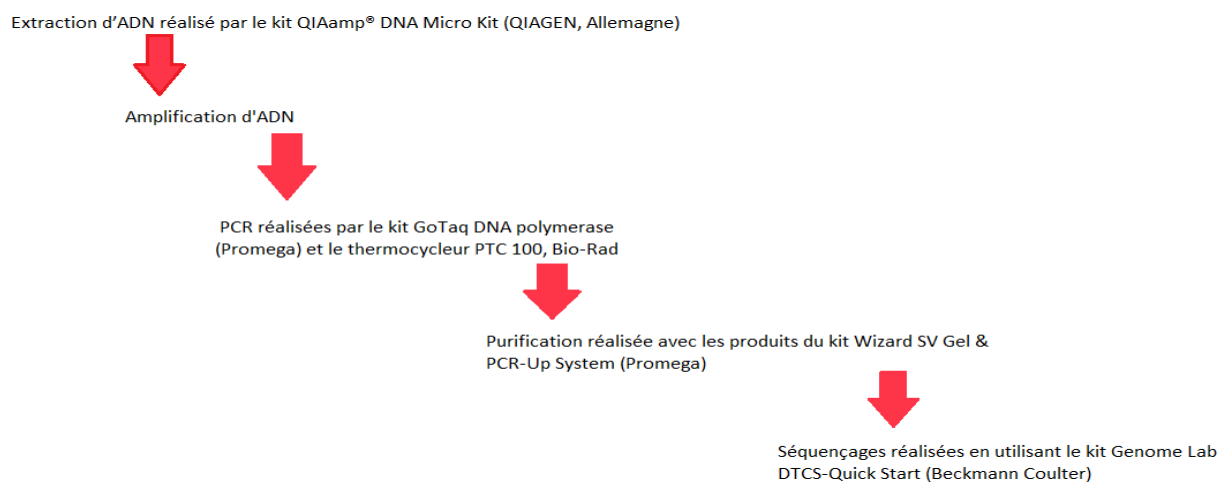 Extraction d’ADN réalisé par le kit QIAamp® DNA Micro Kit (QIAGEN, Allemagne)
Amplification d'ADN
PCR réalisées par le kit GoTaq DNA polymerase
(Promega) et le thermocycleur PTC 100, Bio-Rad
Purification réalisée avec les produits du kit Wizard SV Gel &
PCR-Up System (Promega)
Séquençages réalisées en utilisant le kit Genome Lab
DTCS-Quick Start (Beckmann Coulter)